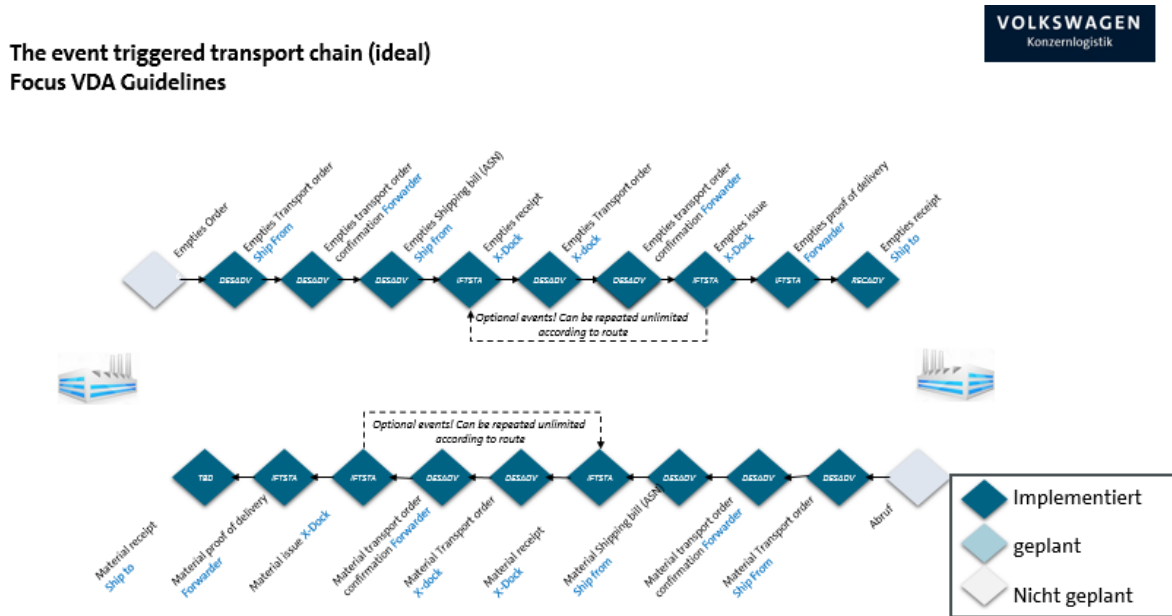 VOLKSWAGEN
Konzernlogistik
The event triggered transport chain (ideal)
Focus VDA Guidelines
Empties Order
Empties Transport order
Ship From
Empties transport order
confirmation Forwarder
Empties Shipping bill (ASN)
Ship from
Empties receipt
X-Dock
Empties Transport order
X-dock
Empties transport order
confirmation Forwarder
Empties issue
X-Dock
Empties proof of delivery
Forwarder
Empties receipt
Ship to
DESADV
DESADV
DESADV
IFTSTA
DESADV
DESADV
IFTSTA
IFTSTA
RECADV
Optional events! Can be repeated unlimited
according to route
Optional events! Can be repeated unlimited
according to route
TBD
IFTSTA
IFTSTA
DESADV
DESADV
IFTSTA
DESADV
DESADV
DESADV
Material receipt
Ship to
Material proof of delivery
Forwarder
Material issue X-Dock
Material transport order
confirmation Forwarder
Material Transport order
X-dock
Material receipt
X-Dock
Material Shipping bill (ASN)
Ship from
Material transport order
confirmation Forwarder
Material Transport order
Ship From
Abruf
Implementiert
geplant
Nicht geplant